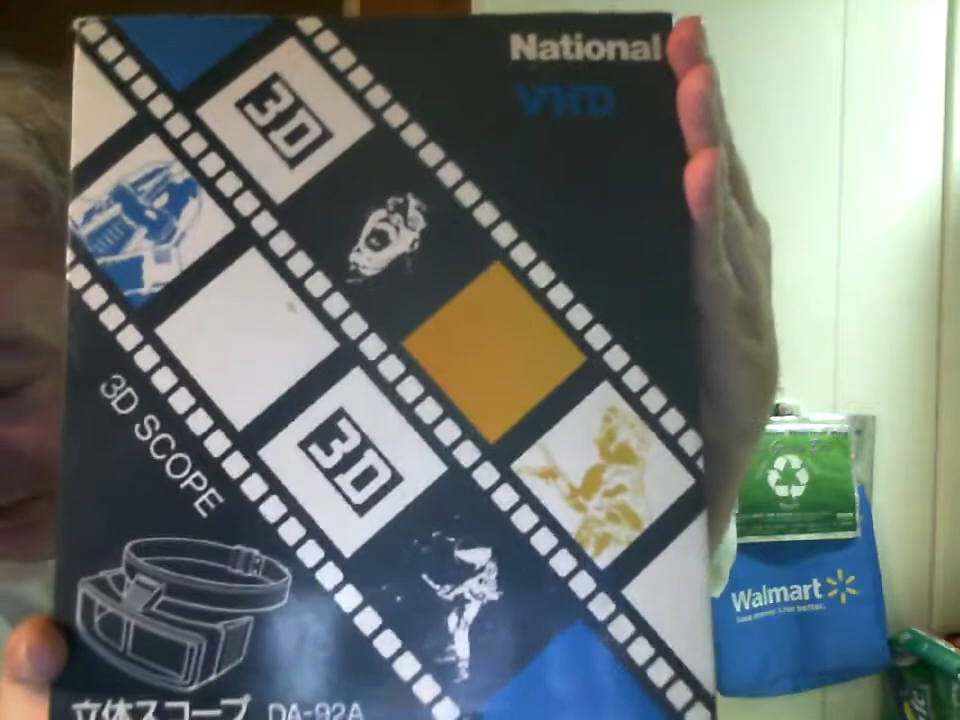 National
VHD
3D
3D
3D SCOPE
立体スコープ DA-92A
Walmart
Save money. Live better.